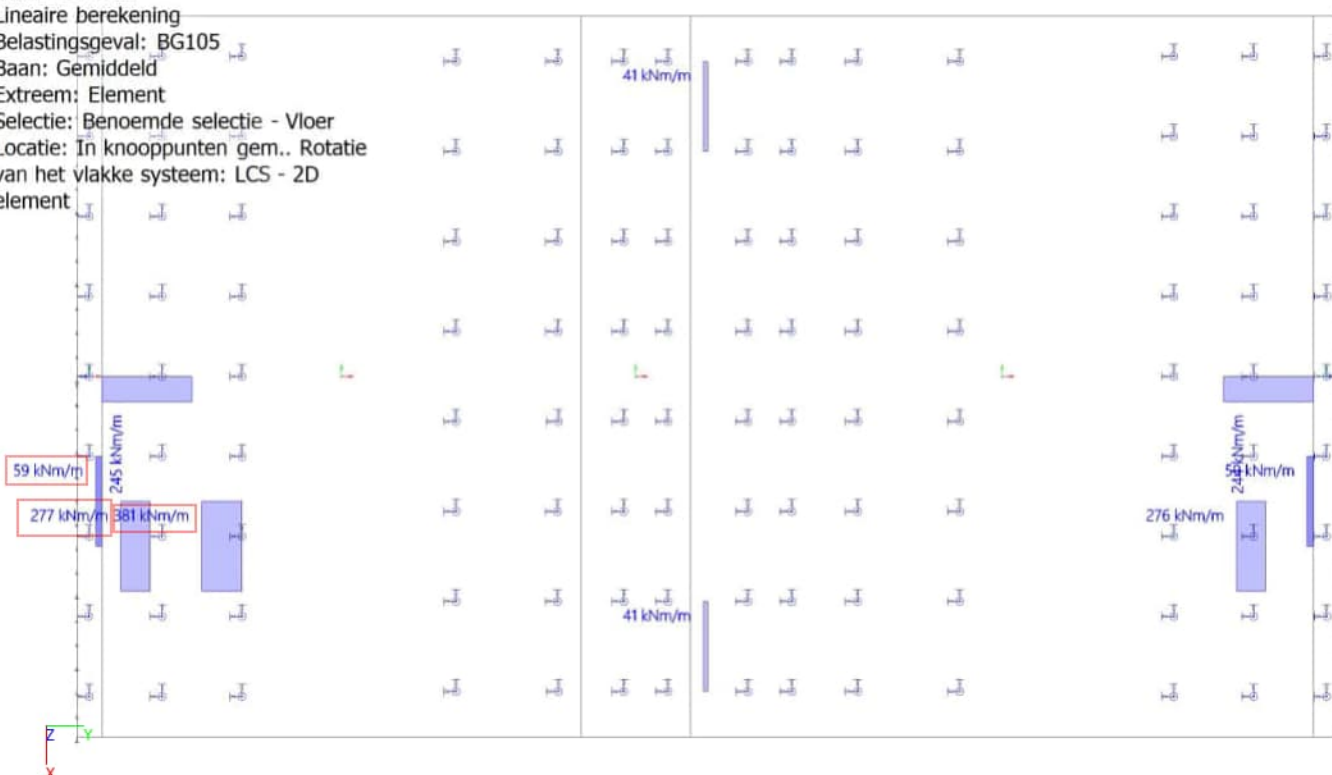 Lineaire berekening
Belastingsgeval: BG105
Baan: Gemiddeld
Extreem: Element
Selectie: Benoemde selectie - Vloer
Locatie: In knooppunten gem.. Rotatie
van het vlakke systeem: LCS - 2D
element
41 kNm/m
245 kNm/m
59 kNm/m
277 kNm/m
381 kNm/m
kNm/m
kNm/m
276 kNm/m
41 kNm/m
Z
Y
X